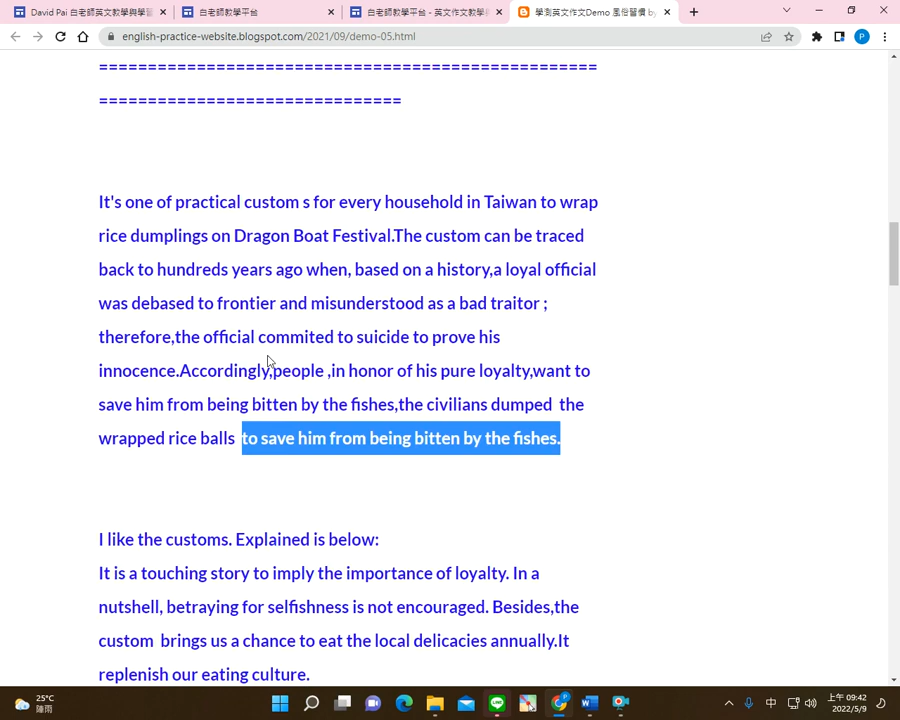 David Pai 白老師英文教學與學習
白老師教學平台
白老師教學平台 - 英文作文教學
學測英文作文Demo 風俗習慣 by
english-practice-website.blogspot.com/2021/09/demo-05.html
P
===================================================
===============================
It's one of practical custom s for every household in Taiwan to wrap
rice dumplings on Dragon Boat Festival.The custom can be traced
back to hundreds years ago when, based on a history,a loyal official
was debased to frontier and misunderstood as a bad traitor ;
therefore,the official commited to suicide to prove his
innocence.Accordingly,people ,in honor of his pure loyalty,want to
save him from being bitten by the fishes,the civilians dumped  the
wrapped rice balls  to save him from being bitten by the fishes.
I like the customs. Explained is below:
It is a touching story to imply the importance of loyalty. In a
nutshell, betraying for selfishness is not encouraged. Besides,the
custom  brings us a chance to eat the local delicacies annually.It
replenish our eating culture.
25°C
陣雨
中
上午 09:42
2022/5/9